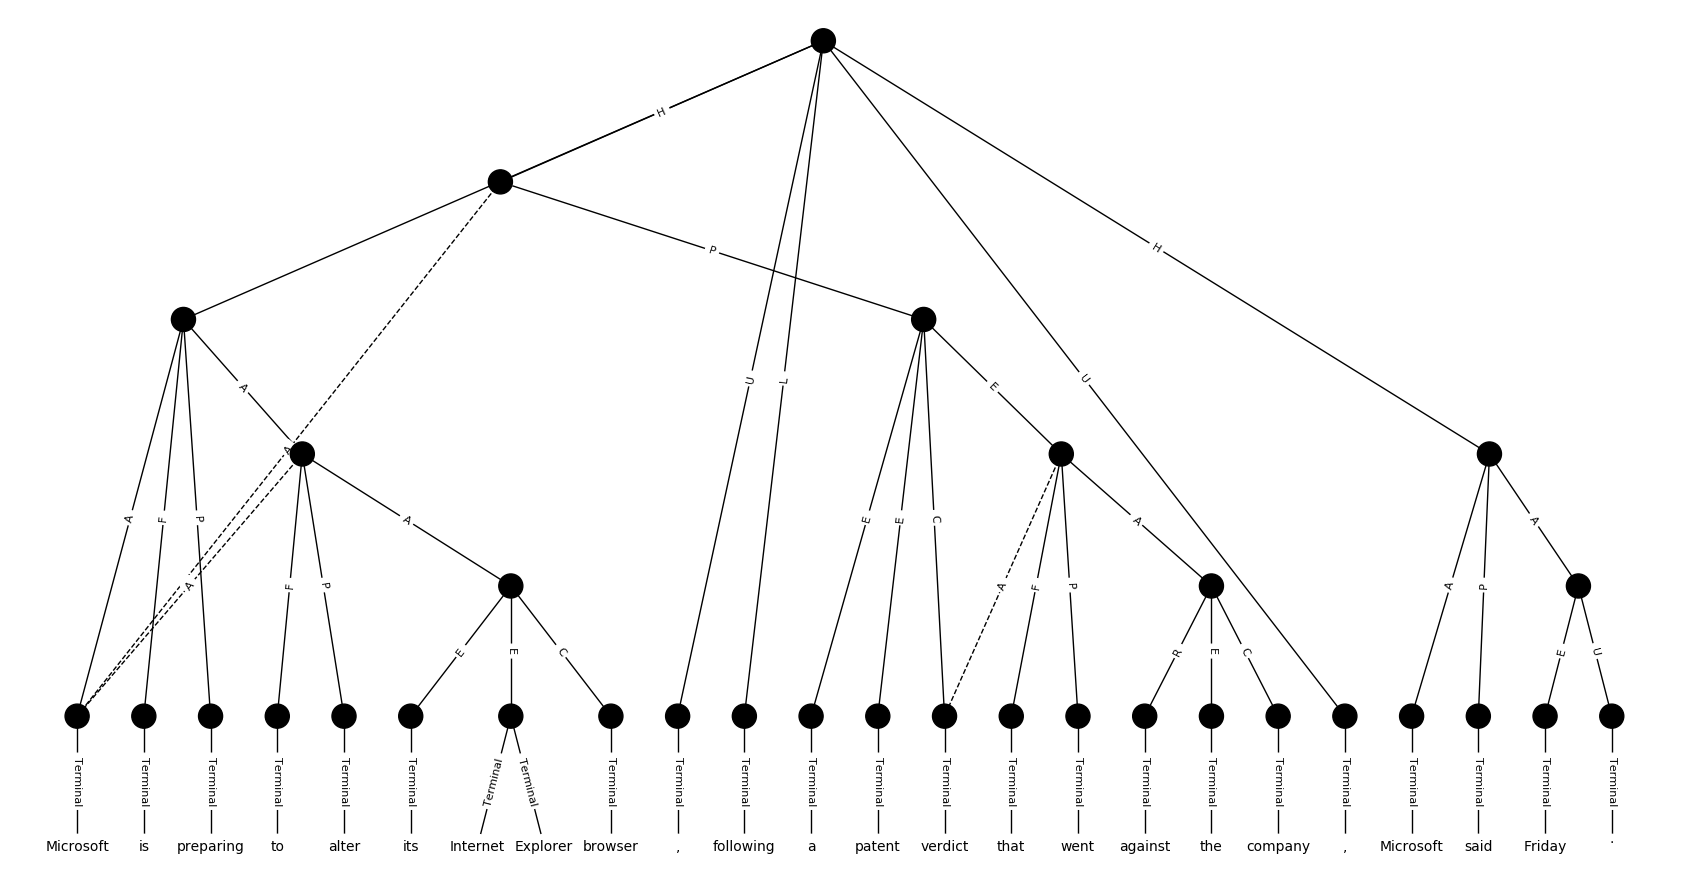 H
P
H
A
A
U
L
E
U
A
F
P
A
E
E
C
A
A
A
F
P
A
F
P
A
P
E
E
C
R
E
C
E
U
Terminal Terminal Terminal Terminal Terminal Terminal Terminal Terminal Terminal Terminal Terminal Terminal Terminal Terminal Terminal Terminal Terminal Terminal Terminal Terminal Terminal Terminal Terminal Terminal
Microsoft is preparing to alter its Internet Explorer browser , following a patent verdict that went against the company , Microsoft said Friday .